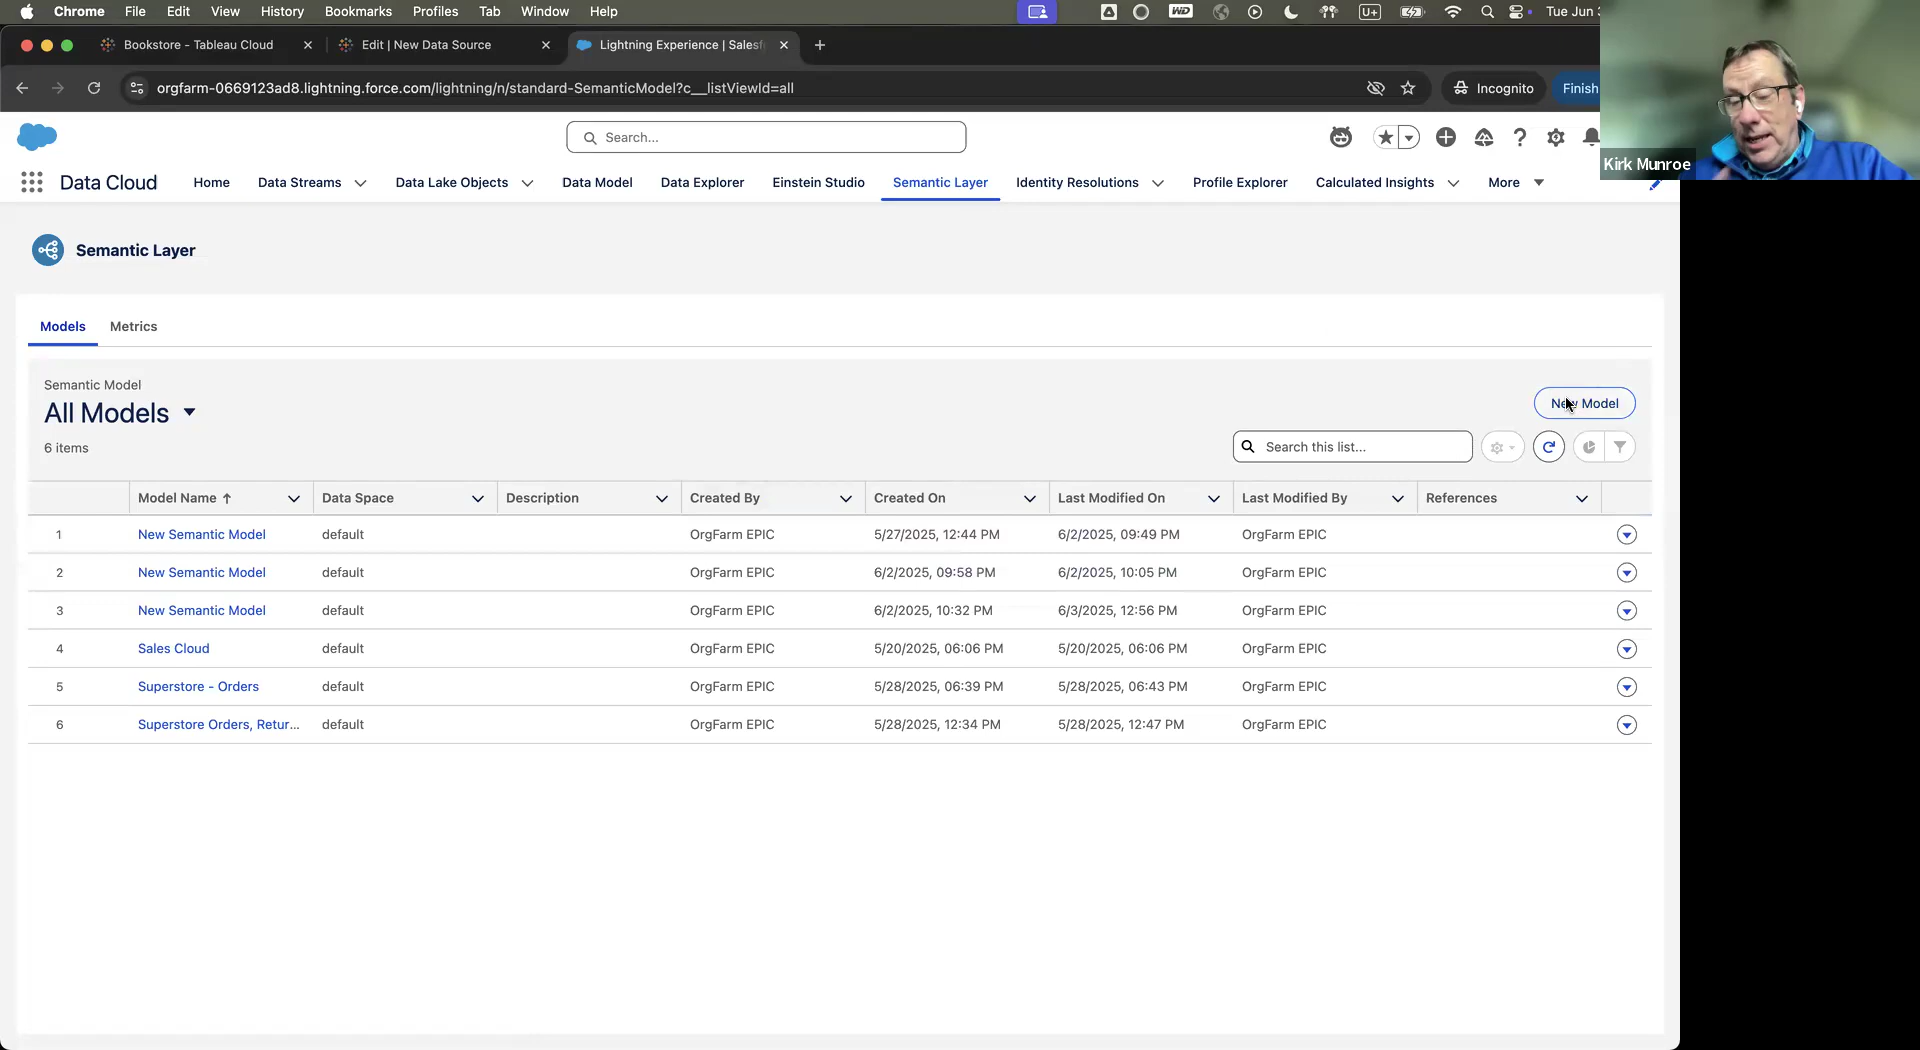 Chrome File Edit View History Bookmarks Profiles Tab Window Help WD U+ Tue Jun
Bookstore - Tableau Cloud Edit | New Data Source Lightning Experience | Salesf
orgfarm-0669123ad8.lightning.force.com/lightning/n/standard-SemanticModel?c__listViewId=all Incognito Finish
Search...
Kirk Munroe
Data Cloud Home Data Streams Data Lake Objects Data Model Data Explorer Einstein Studio Semantic Layer Identity Resolutions Profile Explorer Calculated Insights More
Semantic Layer
Models Metrics
Semantic Model
All Models
New Model
6 items
Search this list...
Model Name Data Space Description Created By Created On Last Modified On Last Modified By References
1 New Semantic Model default OrgFarm EPIC 5/27/2025, 12:44 PM 6/2/2025, 09:49 PM OrgFarm EPIC
2 New Semantic Model default OrgFarm EPIC 6/2/2025, 09:58 PM 6/2/2025, 10:05 PM OrgFarm EPIC
3 New Semantic Model default OrgFarm EPIC 6/2/2025, 10:32 PM 6/3/2025, 12:56 PM OrgFarm EPIC
4 Sales Cloud default OrgFarm EPIC 5/20/2025, 06:06 PM 5/20/2025, 06:06 PM OrgFarm EPIC
5 Superstore - Orders default OrgFarm EPIC 5/28/2025, 06:39 PM 5/28/2025, 06:43 PM OrgFarm EPIC
6 Superstore Orders, Retur... default OrgFarm EPIC 5/28/2025, 12:34 PM 5/28/2025, 12:47 PM OrgFarm EPIC